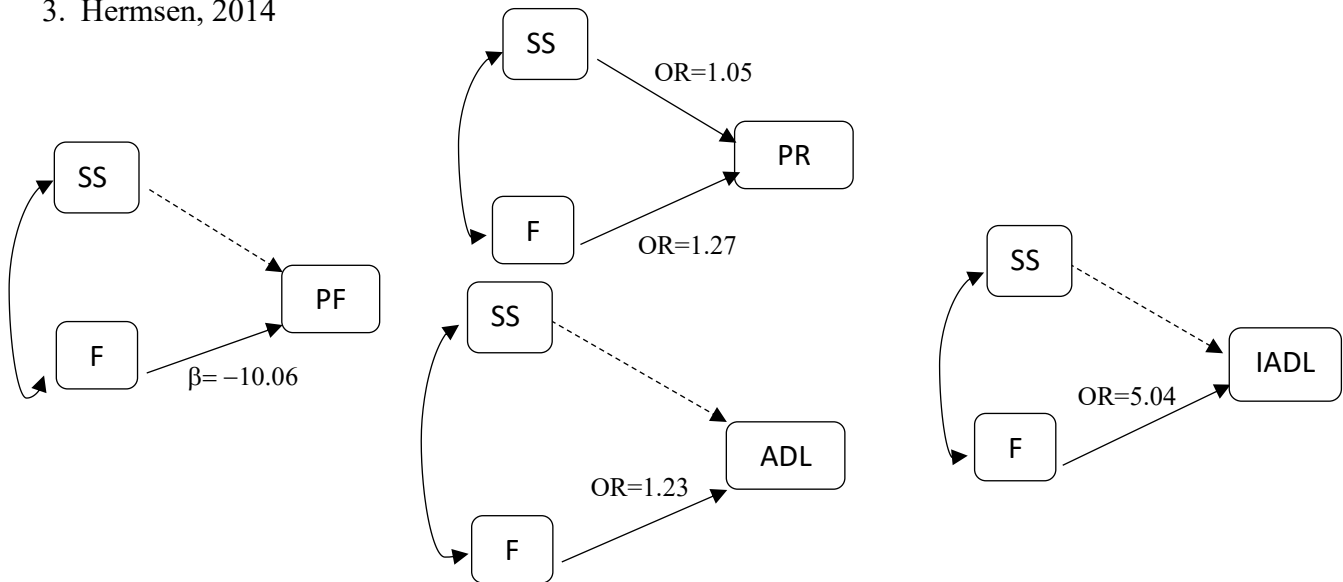 3. Hermsen, 2014
SS
F
PF
β= −10.06
SS
OR=1.05
PR
F
OR=1.27
SS
ADL
OR=1.23
F
SS
IADL
OR=5.04
F